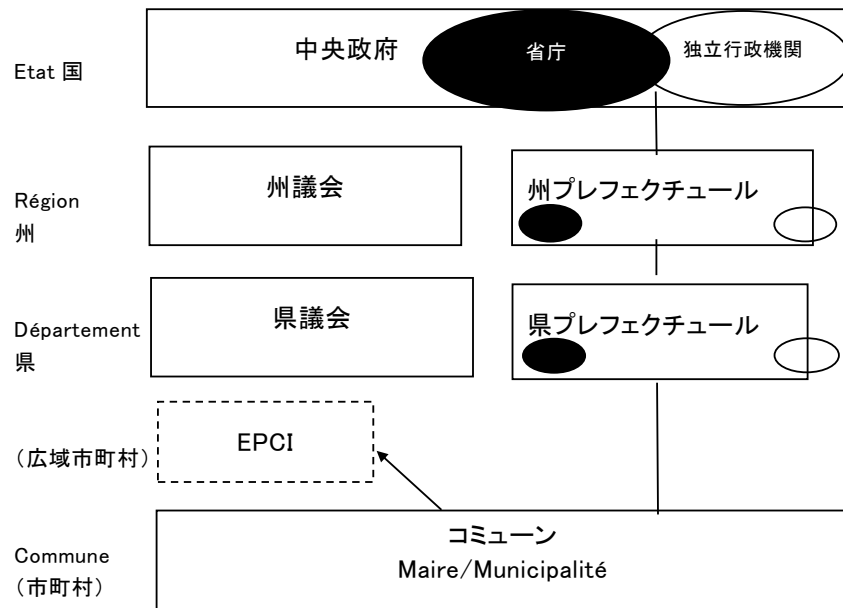 Etat 国
中央政府
省庁
独立行政機関
Région
州
州議会
州プレフェクチュール
Département
県
県議会
県プレフェクチュール
（広域市町村）
EPCI
Commune
（市町村）
コミューン
Maire/Municipalité